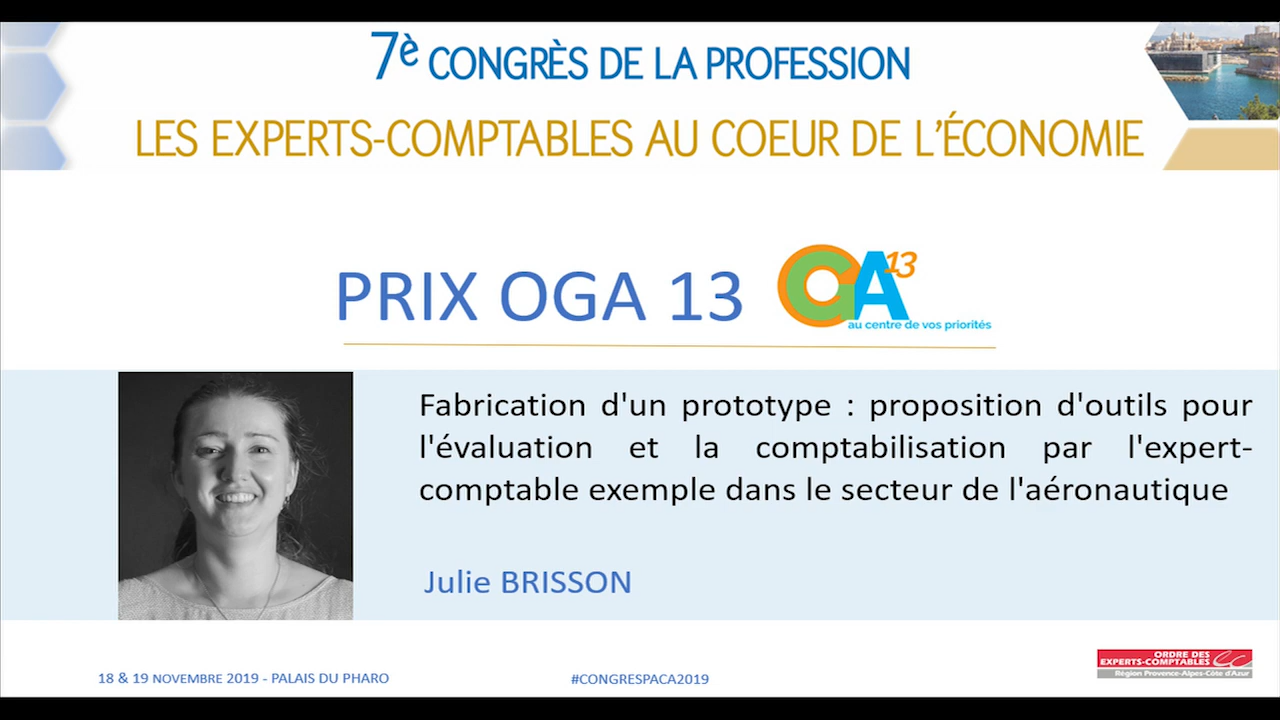 7è CONGRÈS DE LA PROFESSION
LES EXPERTS-COMPTABLES AU COEUR DE L'ÉCONOMIE
PRIX OGA 13
OGA 13
au centre de vos priorités
Fabrication d'un prototype : proposition d'outils pour
l'évaluation et la comptabilisation par l'expert-
comptable exemple dans le secteur de l'aéronautique
Julie BRISSON
18 & 19 NOVEMBRE 2019 - PALAIS DU PHARO
#CONGRESPACA2019
ORDRE DES
EXPERTS-COMPTABLES
Région Provence-Alpes-Côte d'Azur